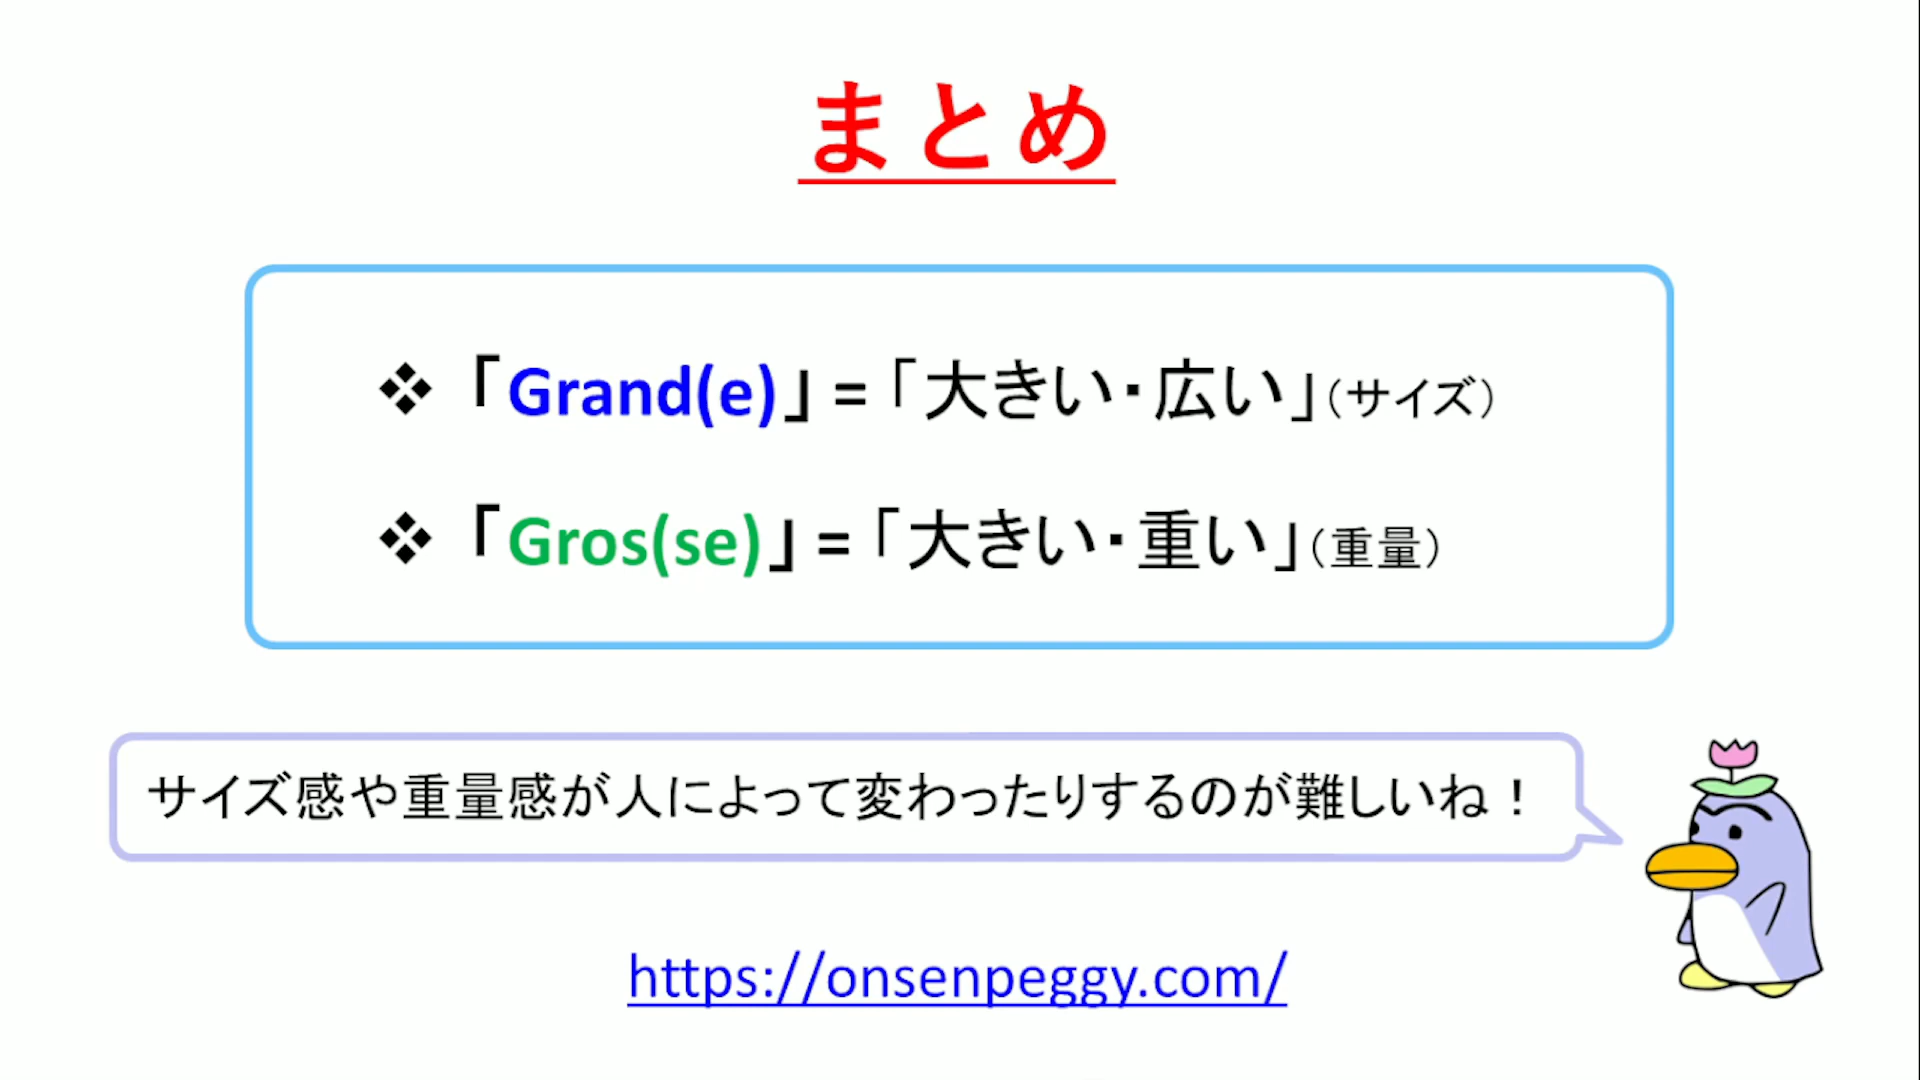 まとめ
❖ 「Grand(e)」=「大きい・広い」(サイズ)
❖ 「Gros(se)」=「大きい・重い」(重量)
サイズ感や重量感が人によって変わったりするのが難しいね！
https://onsenpeggy.com/